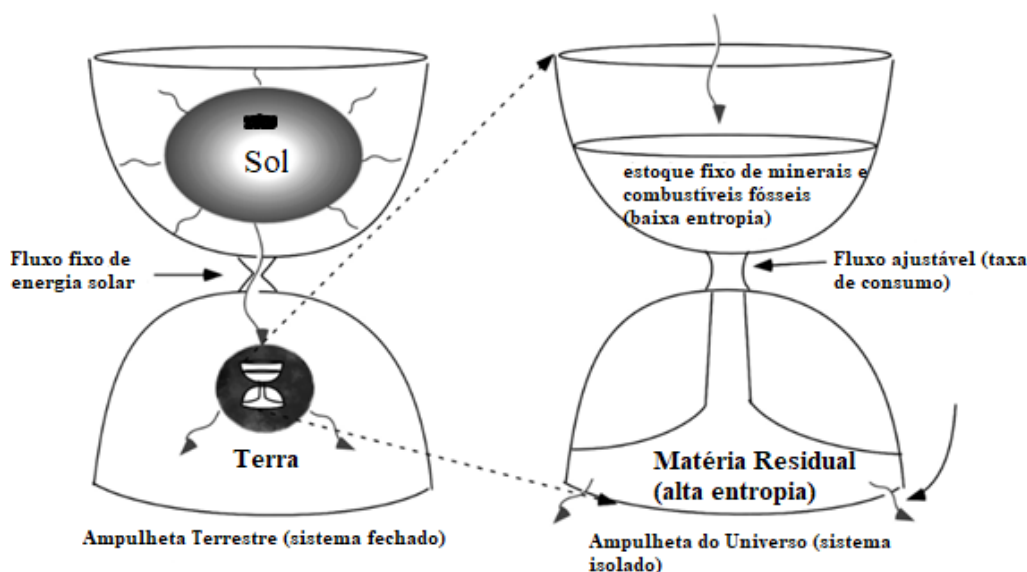 Sol
Fluxo fixo de
energia solar
Terra
Ampulheta Terrestre (sistema fechado)
estoque fixo de minerais e
combustíveis fósseis
(baixa entropia)
Fluxo ajustável (taxa
de consumo)
Matéria Residual
(alta entropia)
Ampulheta do Universo (sistema
isolado)